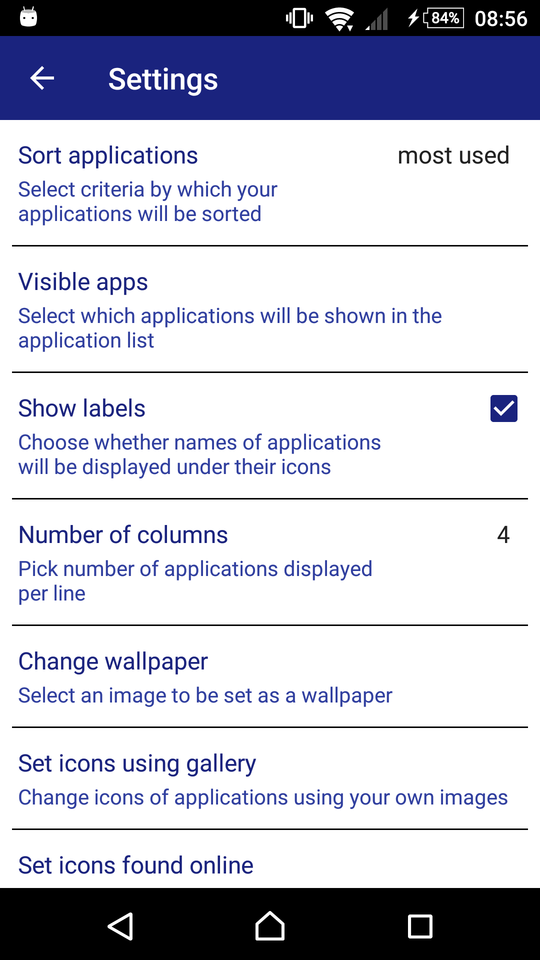 84% 08:56
Settings
Sort applications most used
Select criteria by which your
applications will be sorted
Visible apps
Select which applications will be shown in the
application list
Show labels
Choose whether names of applications
will be displayed under their icons
Number of columns 4
Pick number of applications displayed
per line
Change wallpaper
Select an image to be set as a wallpaper
Set icons using gallery
Change icons of applications using your own images
Set icons found online